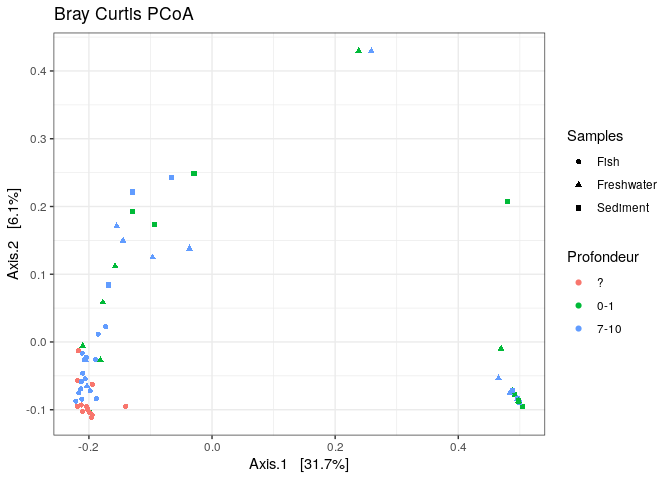 Bray Curtis PCoA
0.4
0.3
0.2
0.1
0.0
-0.1
Axis.2 [6.1%]
-0.2
0.0
0.2
0.4
Axis.1 [31.7%]
Samples
Fish
Freshwater
Sediment
Profondeur
?
0-1
7-10